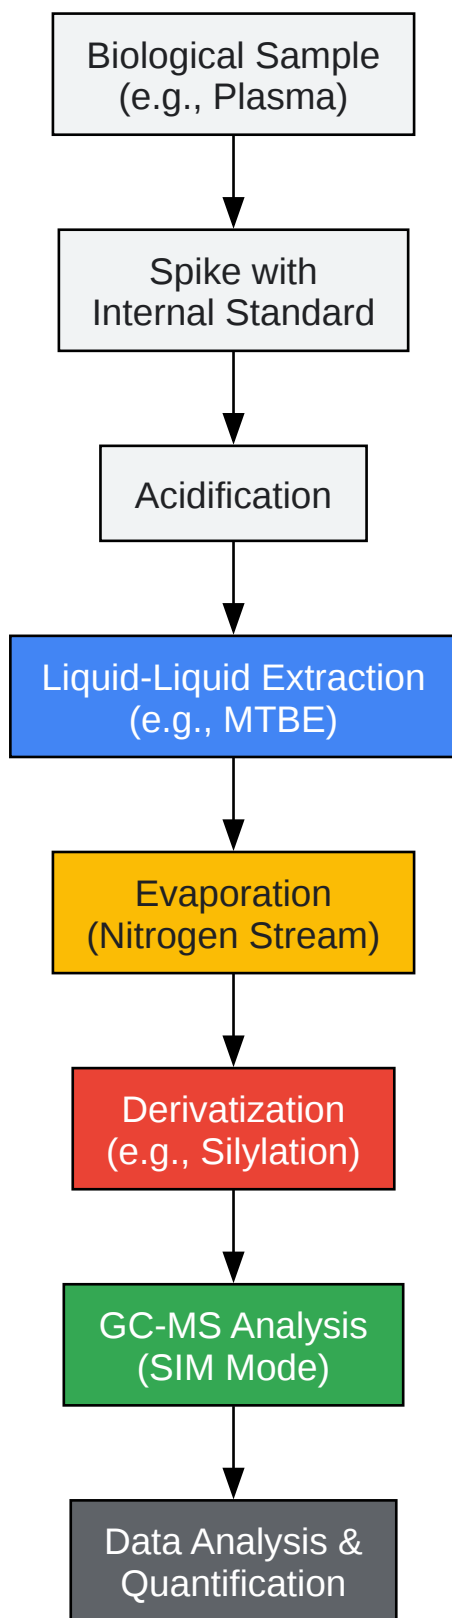 Biological Sample
(e.g., Plasma)
Spike with
Internal Standard
Acidification
Liquid-Liquid Extraction
(e.g., MTBE)
Evaporation
(Nitrogen Stream)
Derivatization
(e.g., Silylation)
GC-MS Analysis
(SIM Mode)
Data Analysis &
Quantification